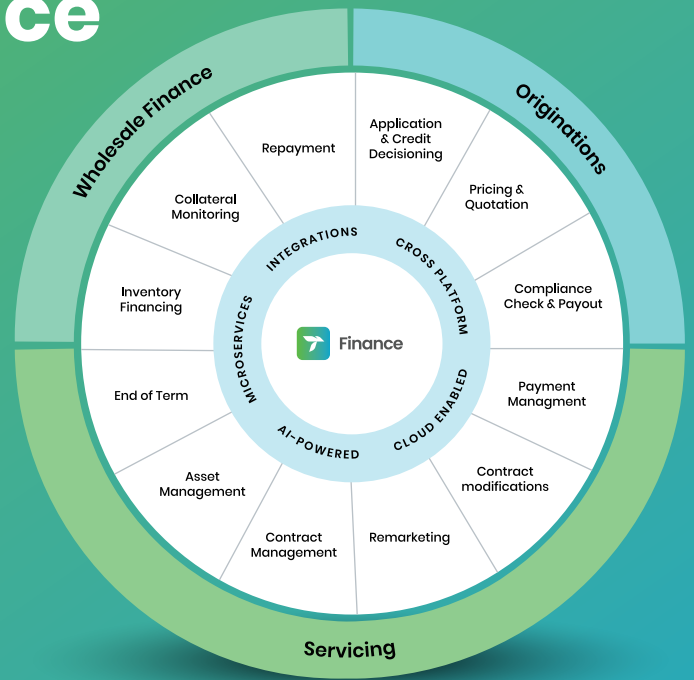 ce
Wholesale Finance
Originations
Repayment
Application
& Credit
Decisioning
Pricing &
Quotation
Collateral
Monitoring
Compliance
Check & Payout
Inventory
Financing
INTEGRATIONS
CROSS PLATFORM
MICROSERVICES
Finance
CLOUD ENABLED
AI-POWERED
End of Term
Payment
Managment
Asset
Management
Contract
modifications
Contract
Management
Remarketing
Servicing